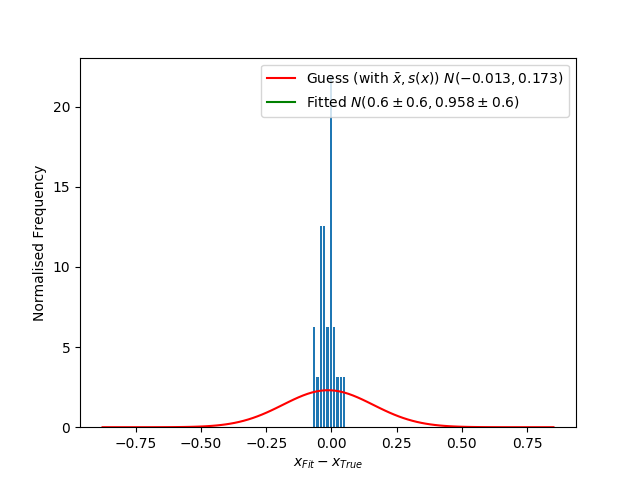 Guess (with x̄, s(x)) N(−0.013, 0.173)
Fitted N(0.6 ± 0.6, 0.958 ± 0.6)
Normalised Frequency
20
15
10
5
0
−0.75 −0.50 −0.25 0.00 0.25 0.50 0.75
x_Fit − x_True